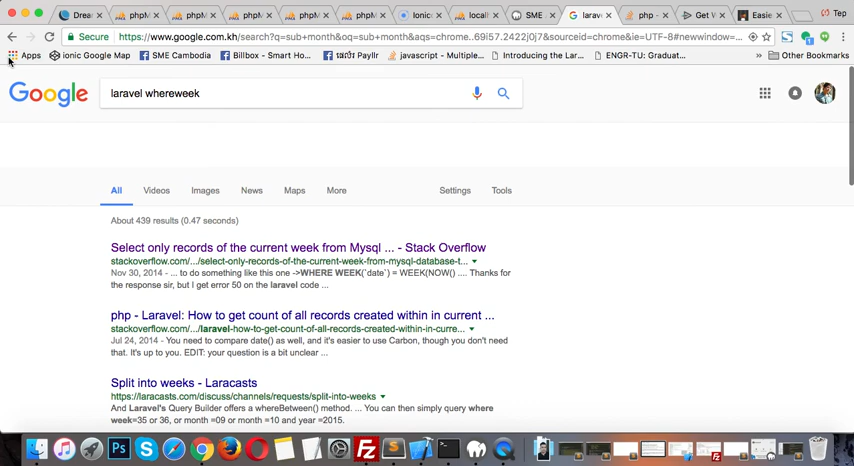 Drean phpM phpM phpM phpM phpM Ionic locall SME larave php - Get V Easie Tep
Secure https://www.google.com.kh/search?q=sub+month&oq=sub+month&aqs=chrome..69i57.2422j0j7&sourceid=chrome&ie=UTF-8#newwindow=...
Apps ionic Google Map SME Cambodia Billbox - Smart Ho... Payllr javascript - Multiple... Introducing the Lar... ENGR-TU: Graduat... » Other Bookmarks
Google laravel whereweek
All Videos Images News Maps More Settings Tools
About 439 results (0.47 seconds)
Select only records of the current week from Mysql ... - Stack Overflow
stackoverflow.com/.../select-only-records-of-the-current-week-from-mysql-database-t...
Nov 30, 2014 - ... to do something like this one ->WHERE WEEK(`date`) = WEEK(NOW() .... Thanks for
the response sir, but I get error 50 on the laravel code ...
php - Laravel: How to get count of all records created within in current ...
stackoverflow.com/.../laravel-how-to-get-count-of-all-records-created-within-in-curre...
Jul 24, 2014 - You need to compare date() as well, and it's easier to use Carbon, though you don't need
that. It's up to you. EDIT: your question is a bit unclear ...
Split into weeks - Laracasts
https://laracasts.com/discuss/channels/requests/split-into-weeks
And Laravel's Query Builder offers a whereBetween() method. ... You can then simply query where
week=35 or 36, or month =09 or month =10 and year =2015.